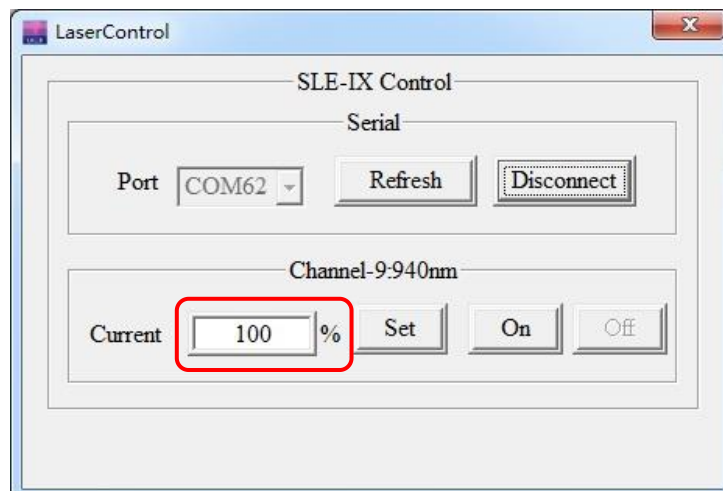 LaserControl
SLE-IX Control
Serial
Port COM62 Refresh Disconnect
Channel-9:940nm
Current 100 % Set On Off